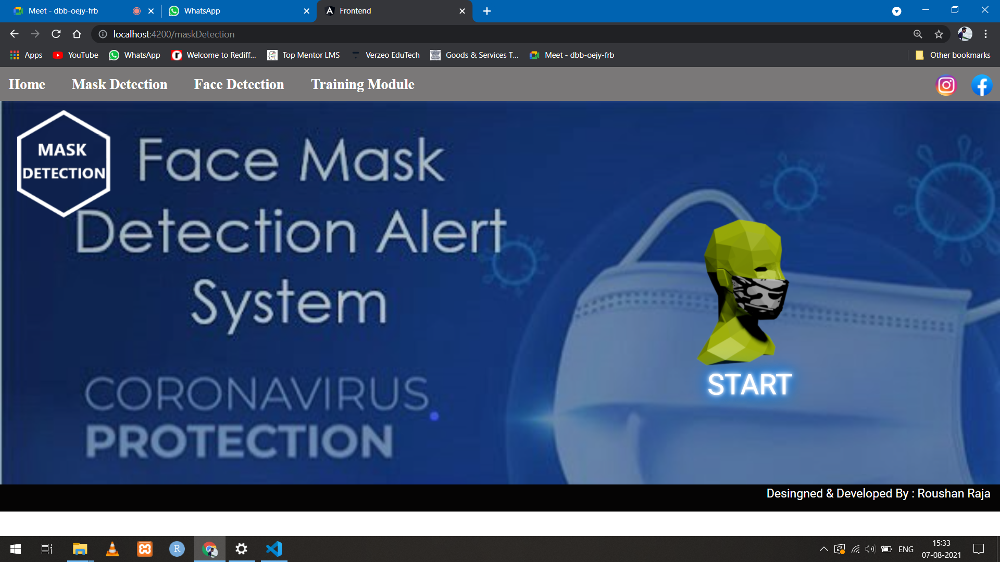 Meet - dbb-oejy-frb
WhatsApp
Frontend
localhost:4200/maskDetection
Apps
YouTube
WhatsApp
Welcome to Rediff...
Top Mentor LMS
Verzeo EduTech
Goods & Services T...
Meet - dbb-oejy-frb
Other bookmarks
Home
Mask Detection
Face Detection
Training Module
MASK
DETECTION
Face Mask
Detection Alert
System
CORONAVIRUS
PROTECTION
START
Desingned & Developed By : Roushan Raja
R
ENG
15:33
07-08-2021